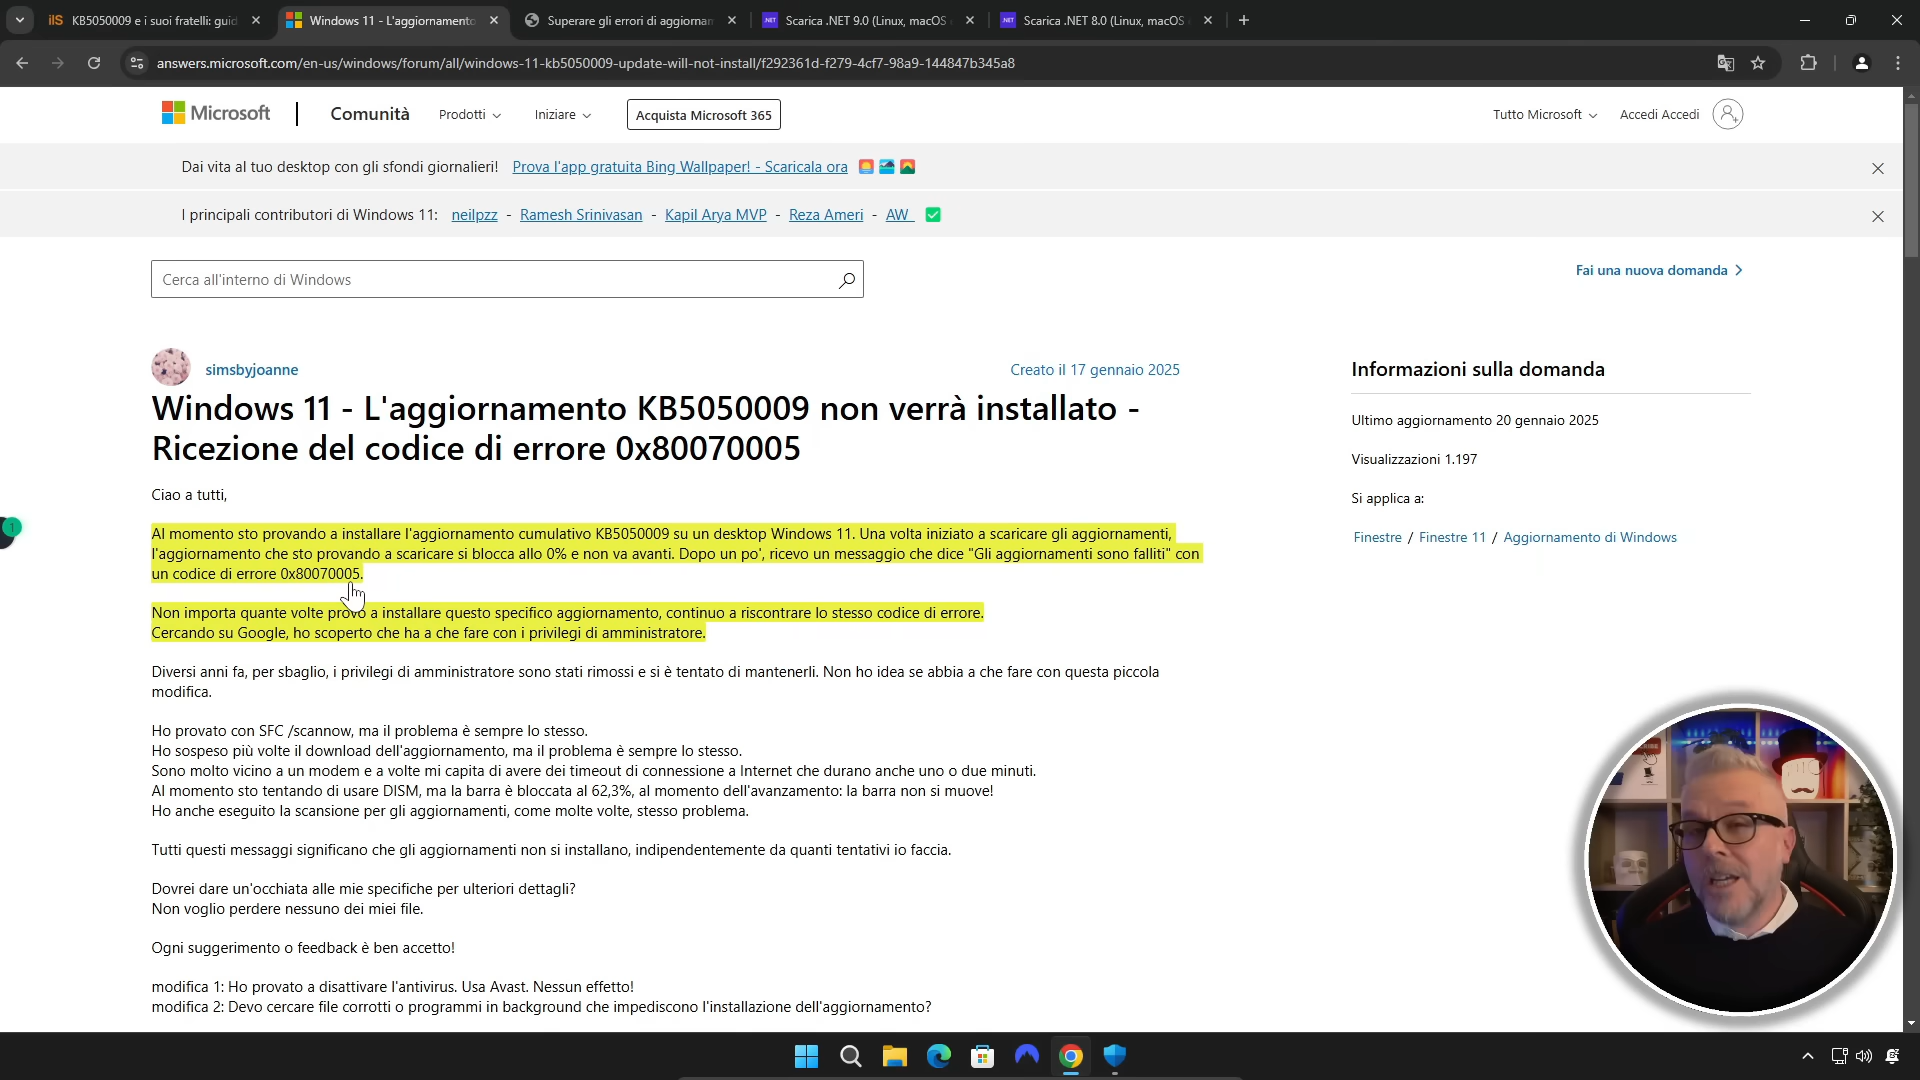 KB5050009 e i suoi fratelli: guid
Windows 11 - L'aggiornamento
Superare gli errori di aggiornam
Scarica .NET 9.0 (Linux, macOS
Scarica .NET 8.0 (Linux, macOS
answers.microsoft.com/en-us/windows/forum/all/windows-11-kb5050009-update-will-not-install/f292361d-f279-4cf7-98a9-144847b345a8
Microsoft
Comunità
Prodotti
Iniziare
Acquista Microsoft 365
Tutto Microsoft
Accedi Accedi
Dai vita al tuo desktop con gli sfondi giornalieri! Prova l'app gratuita Bing Wallpaper! - Scaricala ora
I principali contributori di Windows 11: neilpzz - Ramesh Srinivasan - Kapil Arya MVP - Reza Ameri - AW_
Cerca all'interno di Windows
Fai una nuova domanda
simsbyjoanne
Creato il 17 gennaio 2025
Windows 11 - L'aggiornamento KB5050009 non verrà installato -
Ricezione del codice di errore 0x80070005
Ciao a tutti,
Al momento sto provando a installare l'aggiornamento cumulativo KB5050009 su un desktop Windows 11. Una volta iniziato a scaricare gli aggiornamenti,
l'aggiornamento che sto provando a scaricare si blocca allo 0% e non va avanti. Dopo un po', ricevo un messaggio che dice "Gli aggiornamenti sono falliti" con
un codice di errore 0x80070005.
Non importa quante volte provo a installare questo specifico aggiornamento, continuo a riscontrare lo stesso codice di errore.
Cercando su Google, ho scoperto che ha a che fare con i privilegi di amministratore.
Diversi anni fa, per sbaglio, i privilegi di amministratore sono stati rimossi e si è tentato di mantenerli. Non ho idea se abbia a che fare con questa piccola
modifica.
Ho provato con SFC /scannow, ma il problema è sempre lo stesso.
Ho sospeso più volte il download dell'aggiornamento, ma il problema è sempre lo stesso.
Sono molto vicino a un modem e a volte mi capita di avere dei timeout di connessione a Internet che durano anche uno o due minuti.
Al momento sto tentando di usare DISM, ma la barra è bloccata al 62,3%, al momento dell'avanzamento: la barra non si muove!
Ho anche eseguito la scansione per gli aggiornamenti, come molte volte, stesso problema.
Tutti questi messaggi significano che gli aggiornamenti non si installano, indipendentemente da quanti tentativi io faccia.
Dovrei dare un'occhiata alle mie specifiche per ulteriori dettagli?
Non voglio perdere nessuno dei miei file.
Ogni suggerimento o feedback è ben accetto!
modifica 1: Ho provato a disattivare l'antivirus. Usa Avast. Nessun effetto!
modifica 2: Devo cercare file corrotti o programmi in background che impediscono l'installazione dell'aggiornamento?
Informazioni sulla domanda
Ultimo aggiornamento 20 gennaio 2025
Visualizzazioni 1.197
Si applica a:
Finestre / Finestre 11 / Aggiornamento di Windows